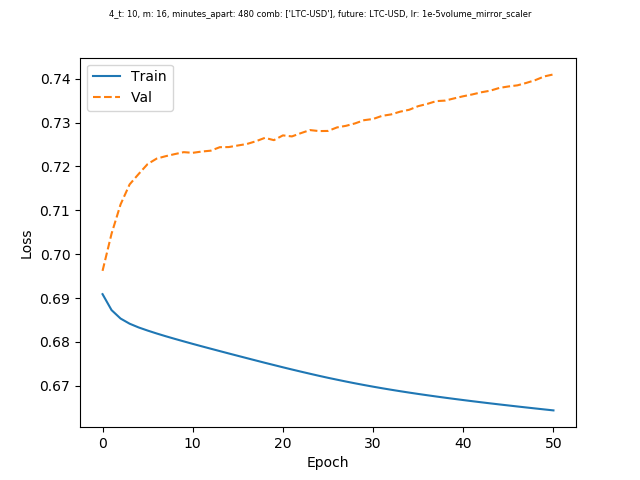 4_t: 10, m: 16, minutes_apart: 480 comb: ['LTC-USD'], future: LTC-USD, lr: 1e-5volume_mirror_scaler
Train
Val
0.74
0.73
0.72
0.71
0.70
0.69
0.68
0.67
Loss
0 10 20 30 40 50
Epoch